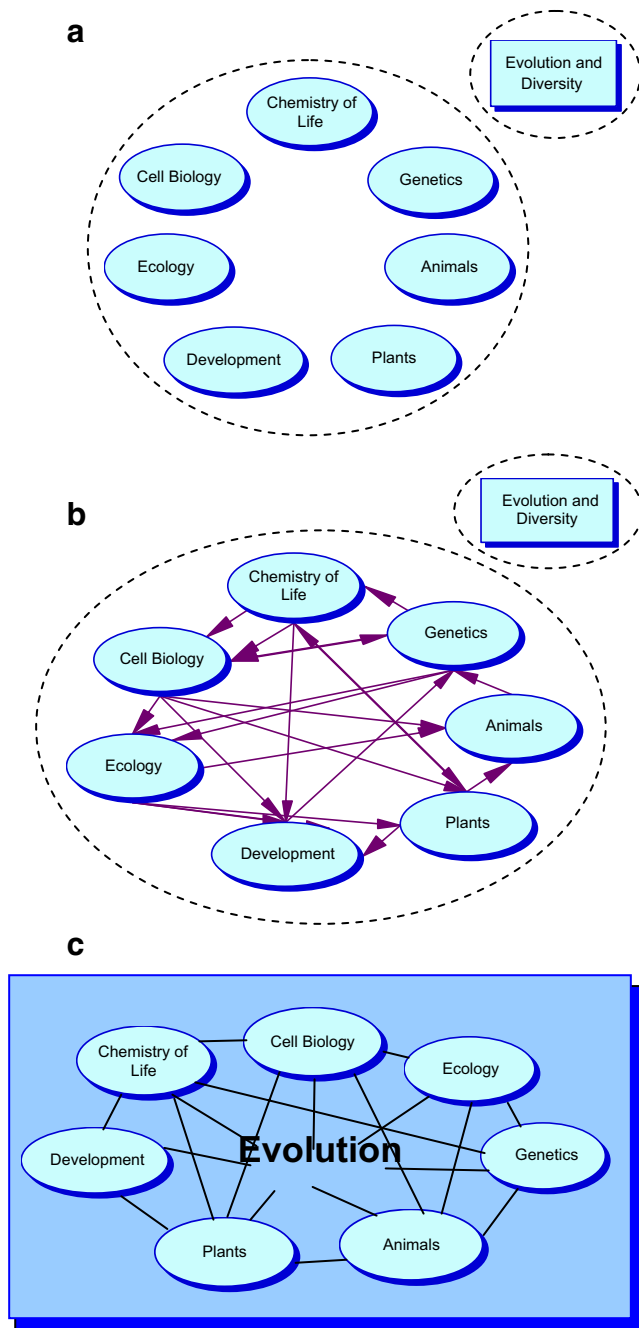 a
Evolution and
Diversity
Chemistry of
Life
Cell Biology
Genetics
Ecology
Animals
Development
Plants
b
Evolution and
Diversity
Chemistry of
Life
Genetics
Cell Biology
Animals
Ecology
Plants
Development
c
Chemistry of
Life
Cell Biology
Ecology
Development
Evolution
Genetics
Plants
Animals